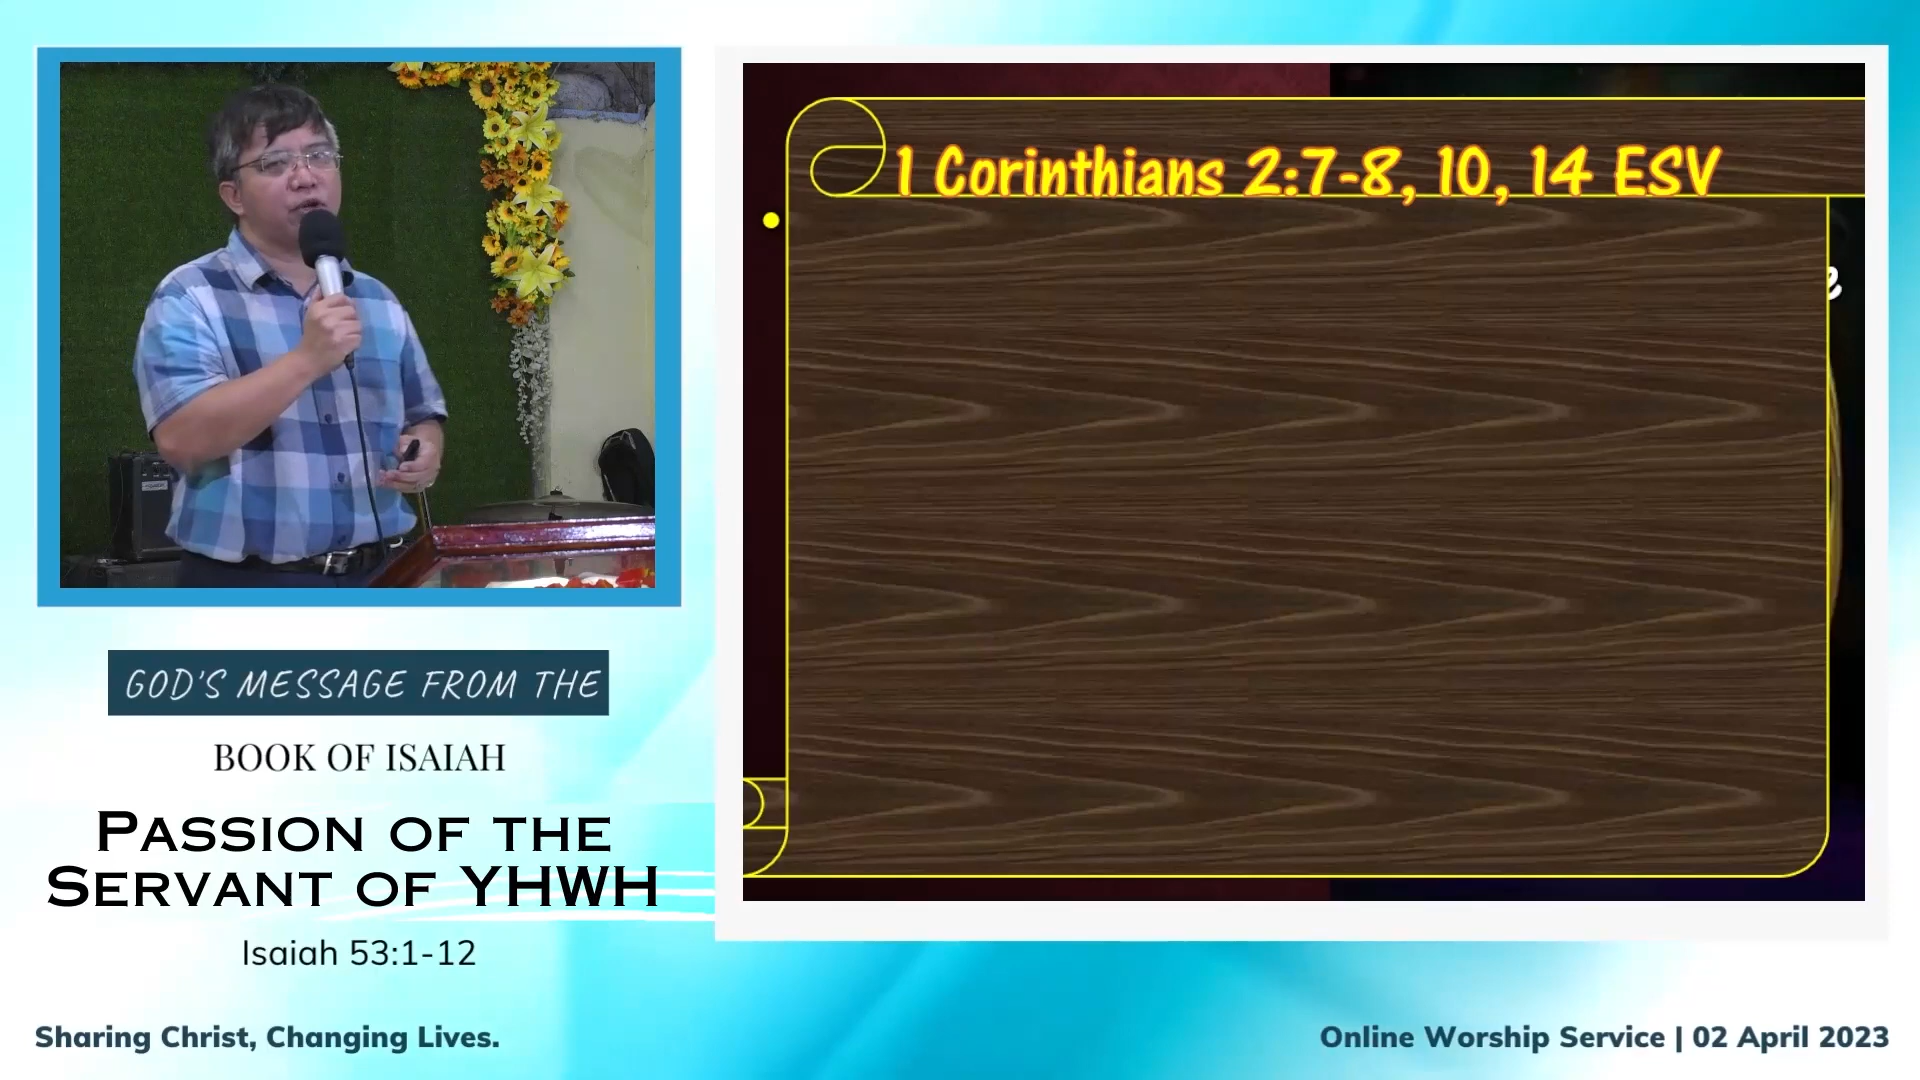 1 Corinthians 2:7-8, 10, 14 ESV
GOD'S MESSAGE FROM THE
BOOK OF ISAIAH
PASSION OF THE
SERVANT OF YHWH
Isaiah 53:1-12
Sharing Christ, Changing Lives.
Online Worship Service | 02 April 2023